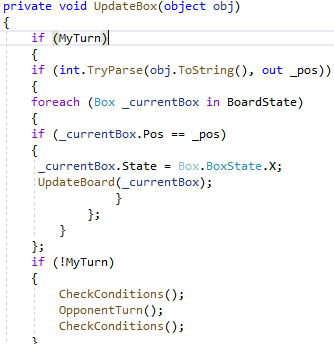 private void UpdateBox(object obj)
{
if (MyTurn)
{
if (int.TryParse(obj.ToString(), out _pos))
{
foreach (Box _currentBox in BoardState)
{
if (_currentBox.Pos == _pos)
{
_currentBox.State = Box.BoxState.X;
UpdateBoard(_currentBox);
}
};
}
};
if (!MyTurn)
{
CheckConditions();
OpponentTurn();
CheckConditions();
}